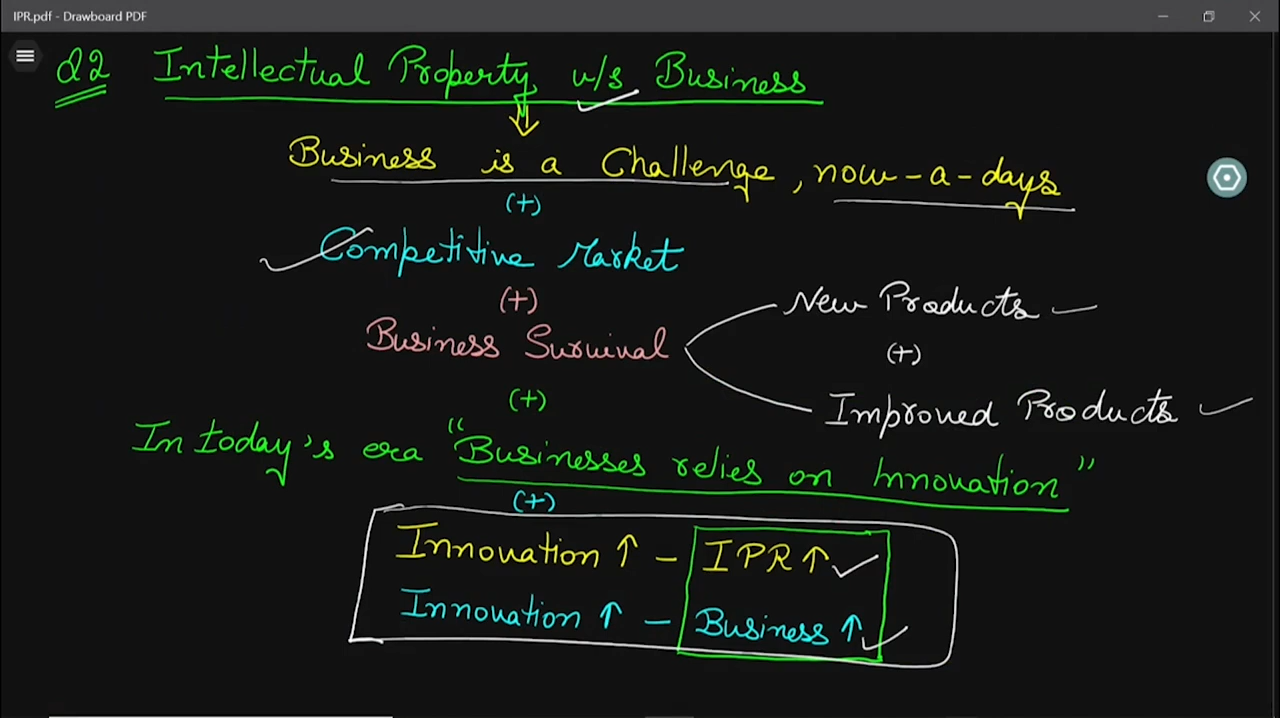 IPR.pdf - Drawboard PDF
Q2 Intellectual Property v/s Business
Business is a Challenge, now-a-days
(+)
Competitive Market
(+)
Business Survival
New Products
(+)
Improved Products
(+)
In today's era "Businesses relies on Innovation"
(+)
Innovation ↑ - IPR ↑
Innovation ↑ - Business ↑